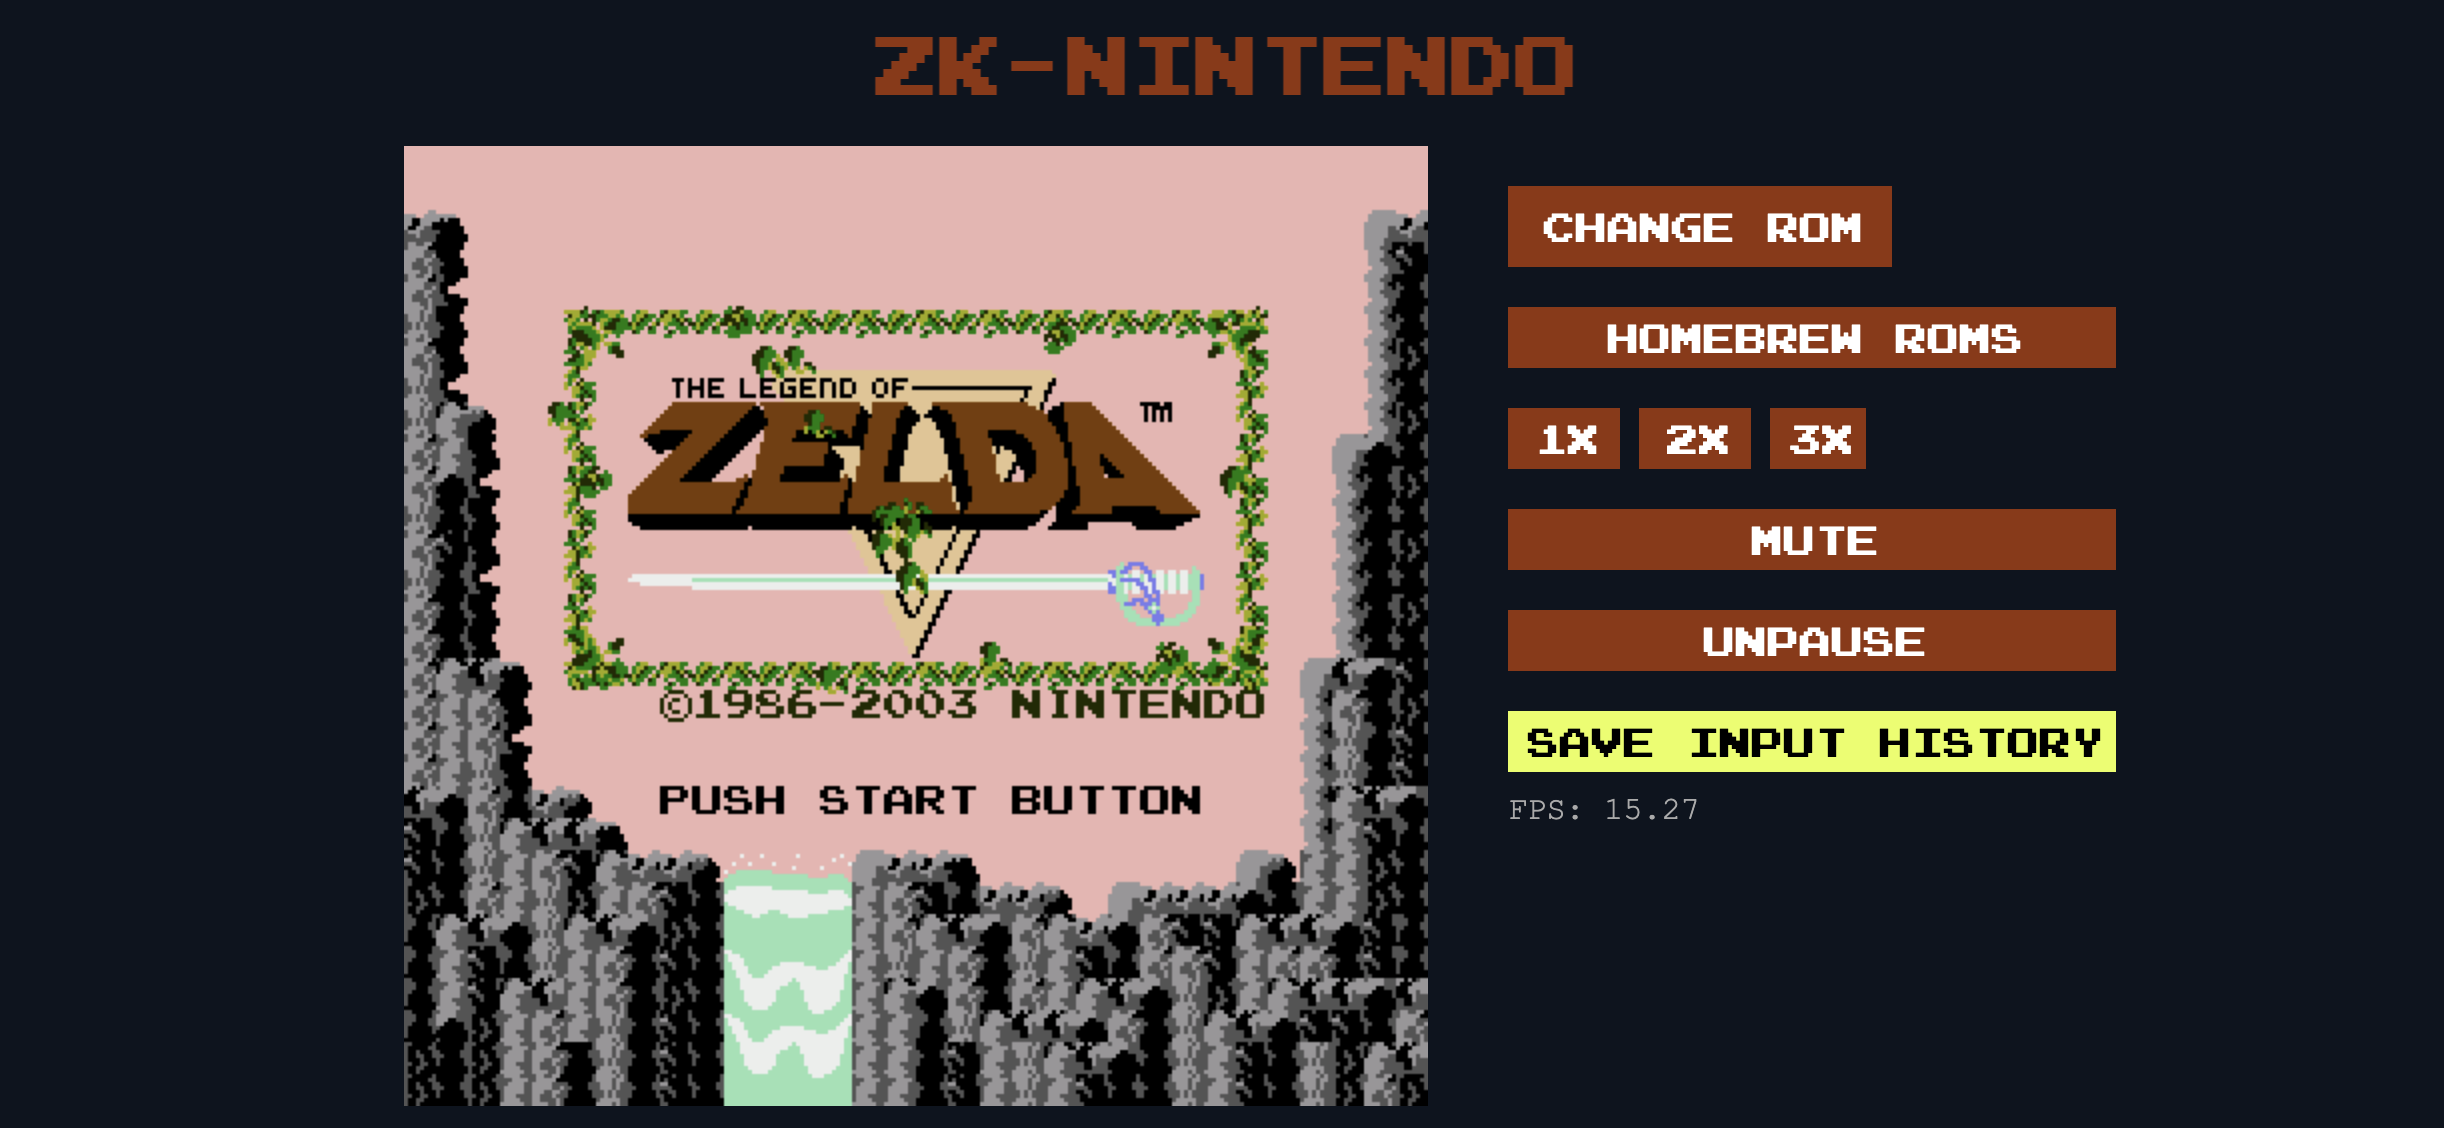 ZK-NINTENDO
THE LEGEND OF
ZELDA TM
©1986-2003 NINTENDO
PUSH START BUTTON
CHANGE ROM
HOMEBREW ROMS
1X 2X 3X
MUTE
UNPAUSE
SAVE INPUT HISTORY
FPS: 15.27